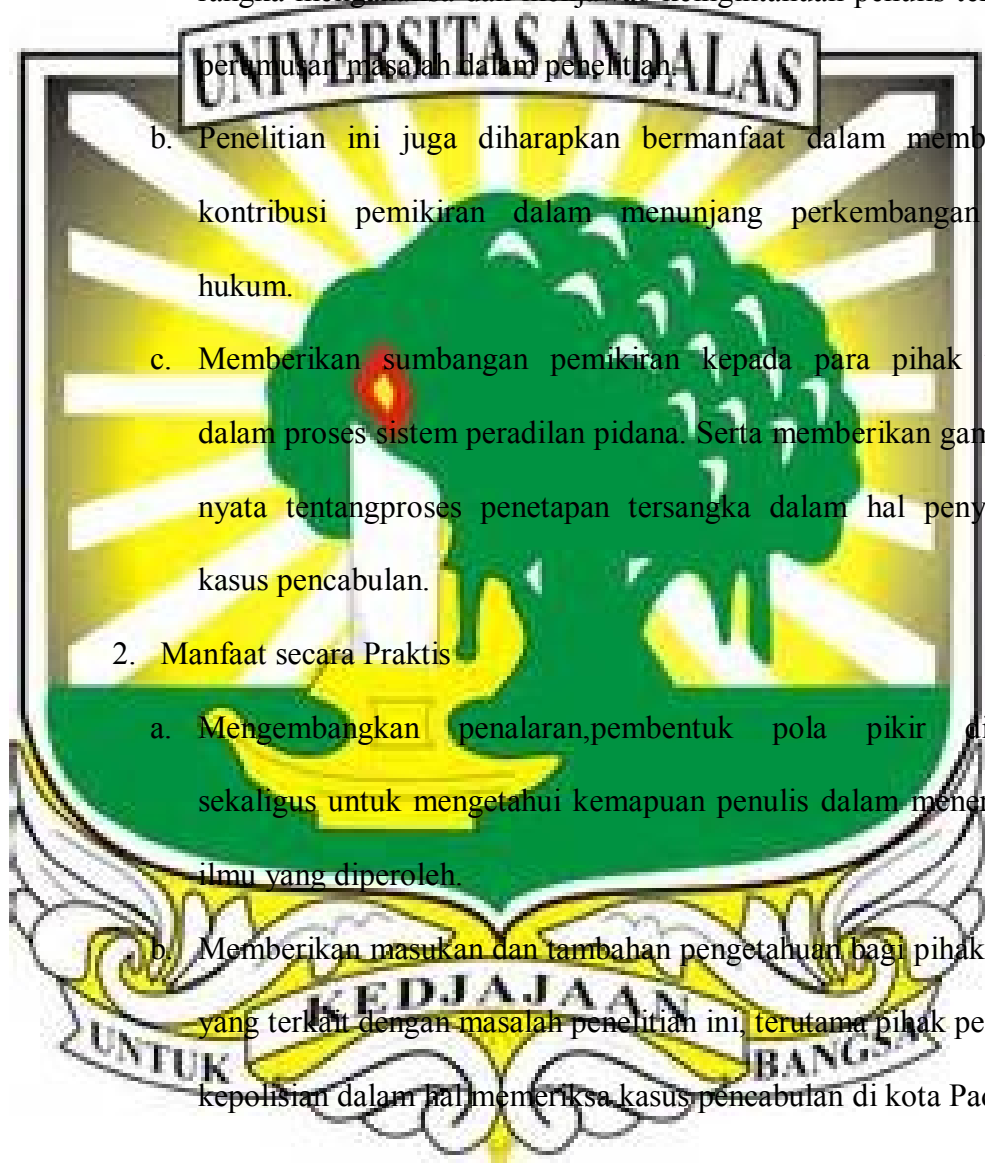 UNIVERSITAS ANDALAS
perumusan masalah dalam penelitian.
b. Penelitian ini juga diharapkan bermanfaat dalam memb
kontribusi pemikiran dalam menunjang perkembangan
hukum.
c. Memberikan sumbangan pemikiran kepada para pihak
dalam proses sistem peradilan pidana. Serta memberikan gam
nyata tentangproses penetapan tersangka dalam hal peny
kasus pencabulan.
2. Manfaat secara Praktis
a. Mengembangkan penalaran,pembentuk pola pikir di
sekaligus untuk mengetahui kemapuan penulis dalam mener
ilmu yang diperoleh.
b. Memberikan masukan dan tambahan pengetahuan bagi pihak
yang terkait dengan masalah penelitian ini, terutama pihak pe
kepolisian dalam hal memeriksa kasus pencabulan di kota Pad
UNTUK KEDJAJAAN BANGSA